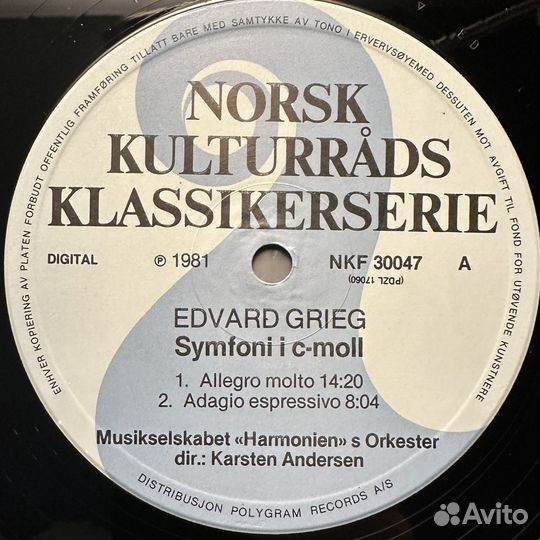 ENHVER KOPIERING AV PLATEN FORBUDT OFFENTLIG FRAMFØRING TILLATT BARE MED SAMTYKKE AV TONO I ERVERVSØYEMED DESSUTEN MOT AVGIFT TIL FOND FOR UTØVENDE KUNSTNERE
NORSK
KULTURRÅDS
KLASSIKERSERIE
DIGITAL ℗ 1981 NKF 30047 A
(PDZL 17060)
EDVARD GRIEG
Symfoni i c-moll
1. Allegro molto 14:20
2. Adagio espressivo 8:04
Musikselskabet «Harmonien» s Orkester
dir.: Karsten Andersen
DISTRIBUSJON POLYGRAM RECORDS A/S
Avito